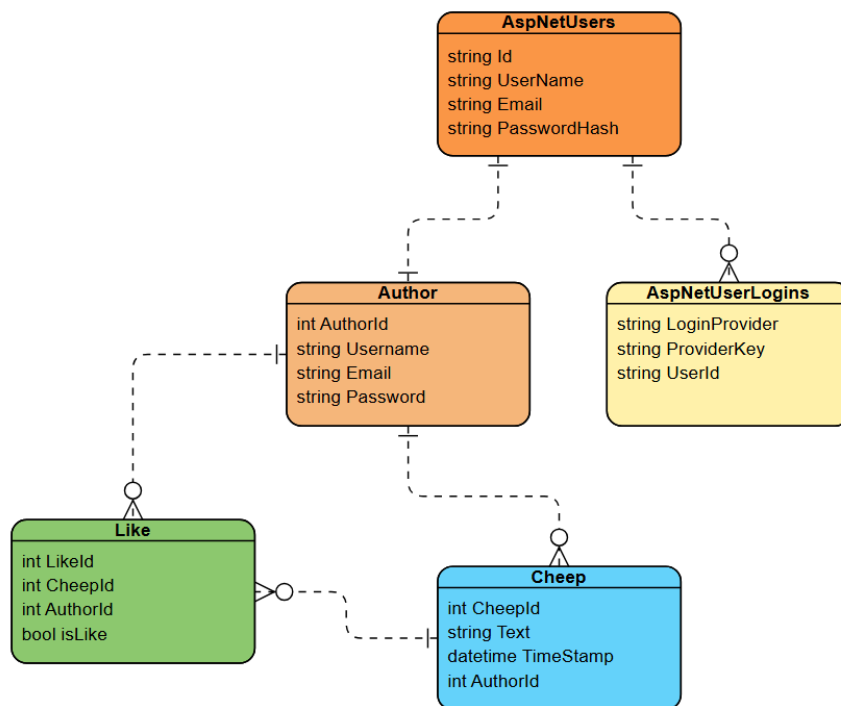 AspNetUsers
string Id
string UserName
string Email
string PasswordHash
Author
int AuthorId
string Username
string Email
string Password
AspNetUserLogins
string LoginProvider
string ProviderKey
string UserId
Like
int LikeId
int CheepId
int AuthorId
bool isLike
Cheep
int CheepId
string Text
datetime TimeStamp
int AuthorId